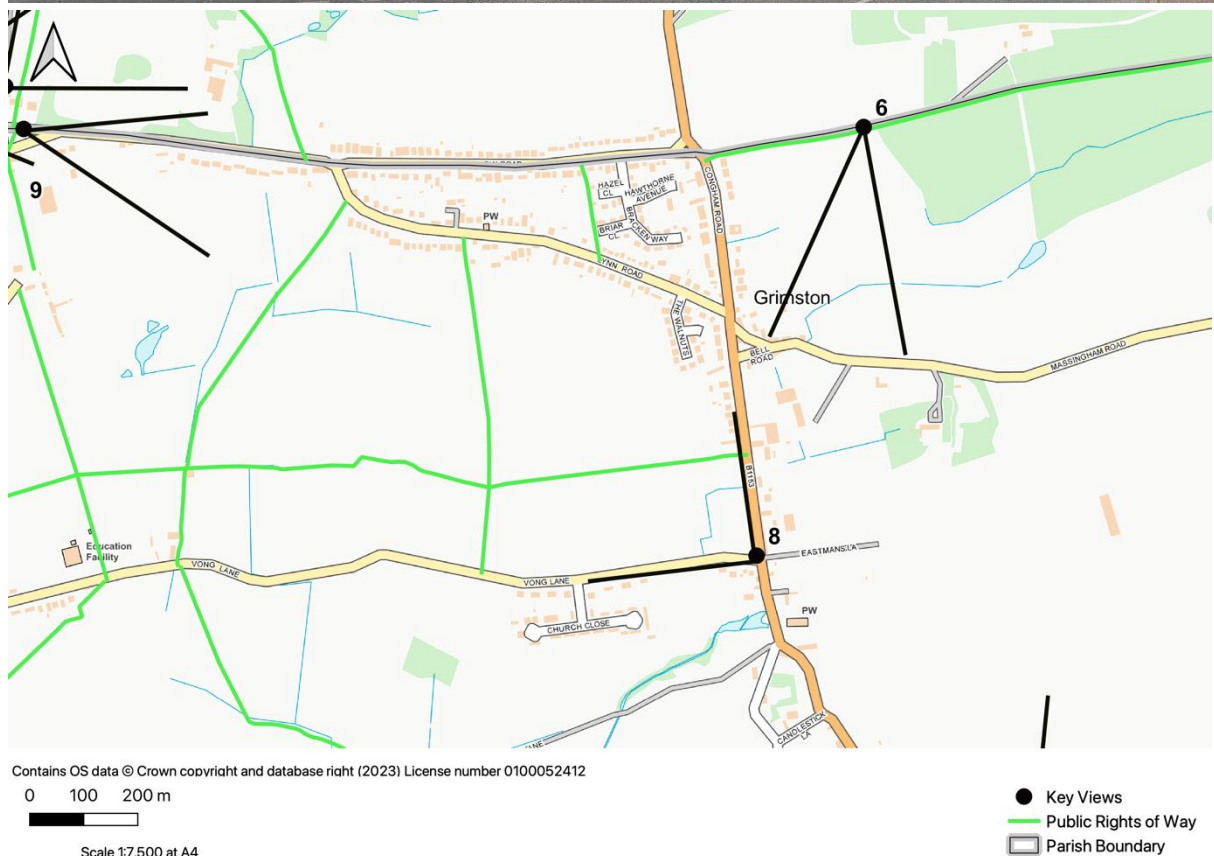 6
9
PW
HAZEL
CL
HAWTHORNE
AVENUE
BRIAR
CL
BRACKEN WAY
CONGHAM ROAD
LYNN ROAD
THE WALNUTS
Grimston
BELL
ROAD
MASSINGHAM ROAD
B1153
8
EASTMANS LA
Education
Facility
VONG LANE
VONG LANE
CHURCH CLOSE
PW
CANDLESTICK
LA
Contains OS data © Crown copyright and database right (2023) License number 0100052412
0 100 200 m
Scale 1:7,500 at A4
Key Views
Public Rights of Way
Parish Boundary